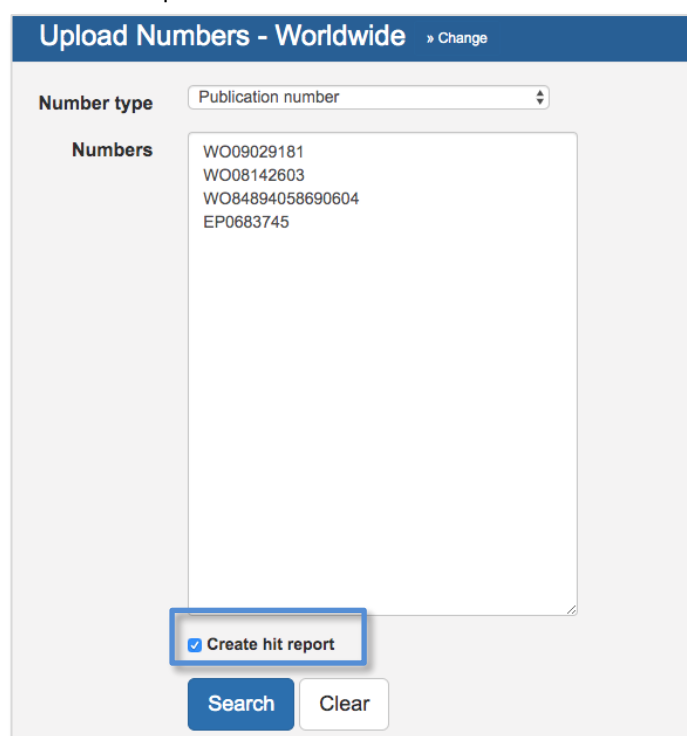 Upload Numbers - Worldwide » Change
Number type Publication number
Numbers
WO09029181
WO08142603
WO84894058690604
EP0683745
Create hit report
Search Clear